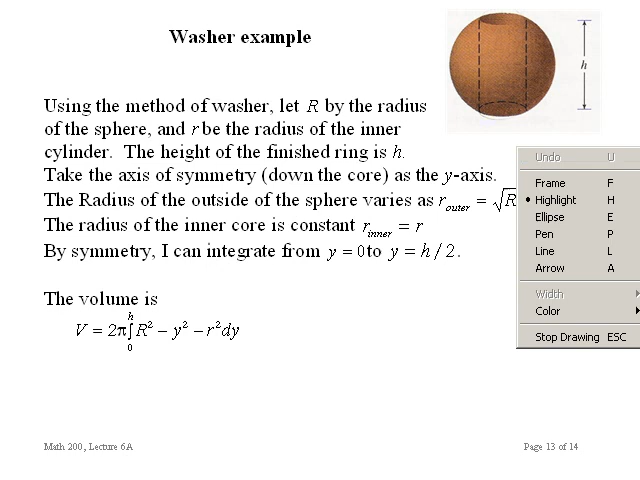 Washer example
h
Using the method of washer, let R by the radius
of the sphere, and r be the radius of the inner
cylinder. The height of the finished ring is h.
Take the axis of symmetry (down the core) as the y-axis.
The Radius of the outside of the sphere varies as r_outer = √R
The radius of the inner core is constant r_inner = r
By symmetry, I can integrate from y = 0 to y = h / 2.
The volume is
V = 2π∫₀ʰ R² − y² − r² dy
Undo U
Frame F
Highlight H
Ellipse E
Pen P
Line L
Arrow A
Width
Color
Stop Drawing ESC
Math 200, Lecture 6A
Page 13 of 14